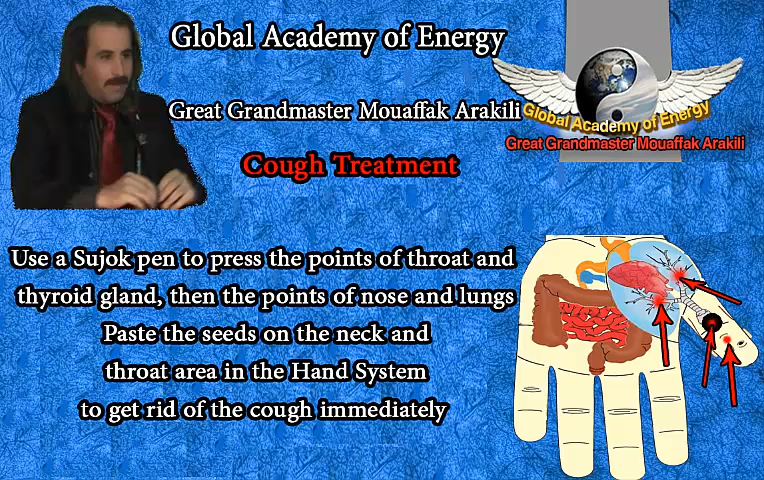 Global Academy of Energy
Great Grandmaster Mouaffak Arakili
Cough Treatment
Global Academy of Energy
Great Grandmaster Mouaffak Arakili
Use a Sujok pen to press the points of throat and
thyroid gland, then the points of nose and lungs
Paste the seeds on the neck and
throat area in the Hand System
to get rid of the cough immediately